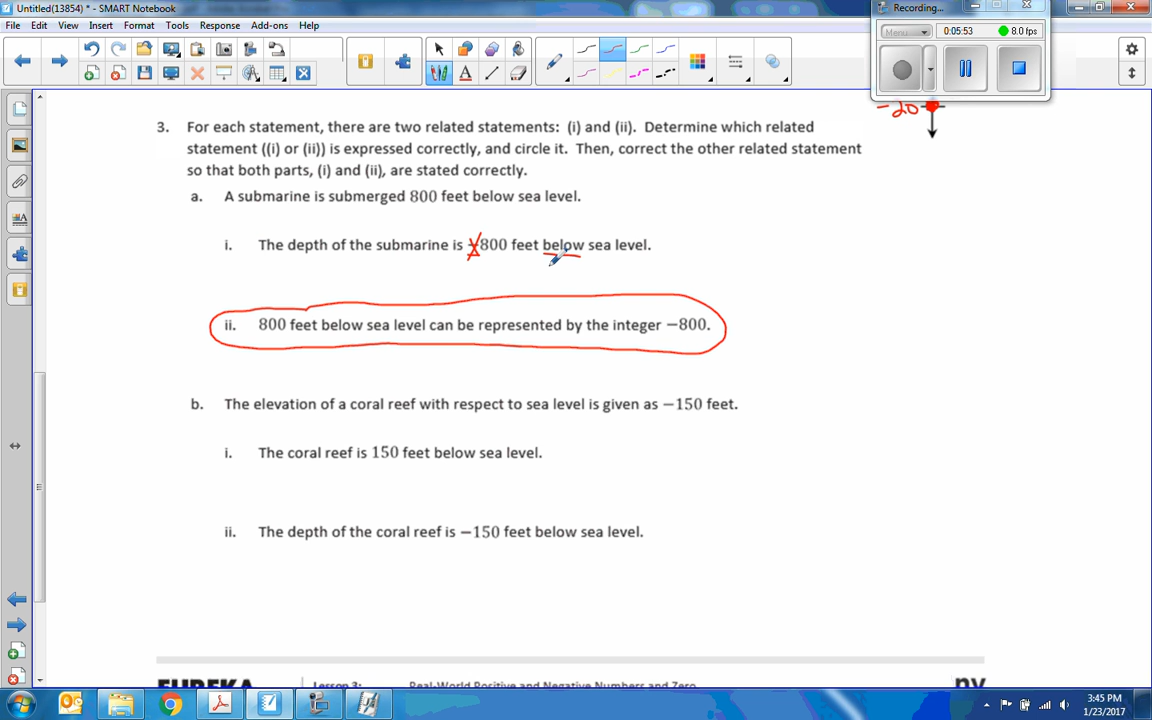 Untitled(13854) * - SMART Notebook
Recording...
File Edit View Insert Format Tools Response Add-ons Help
Menu 0:05:53 8.0 fps
-20
3. For each statement, there are two related statements: (i) and (ii). Determine which related
statement ((i) or (ii)) is expressed correctly, and circle it. Then, correct the other related statement
so that both parts, (i) and (ii), are stated correctly.
a. A submarine is submerged 800 feet below sea level.
i. The depth of the submarine is −800 feet below sea level.
ii. 800 feet below sea level can be represented by the integer −800.
b. The elevation of a coral reef with respect to sea level is given as −150 feet.
i. The coral reef is 150 feet below sea level.
ii. The depth of the coral reef is −150 feet below sea level.
EUREKA Lesson 3: Real-World Positive and Negative Numbers and Zero ny
3:45 PM
1/23/2017